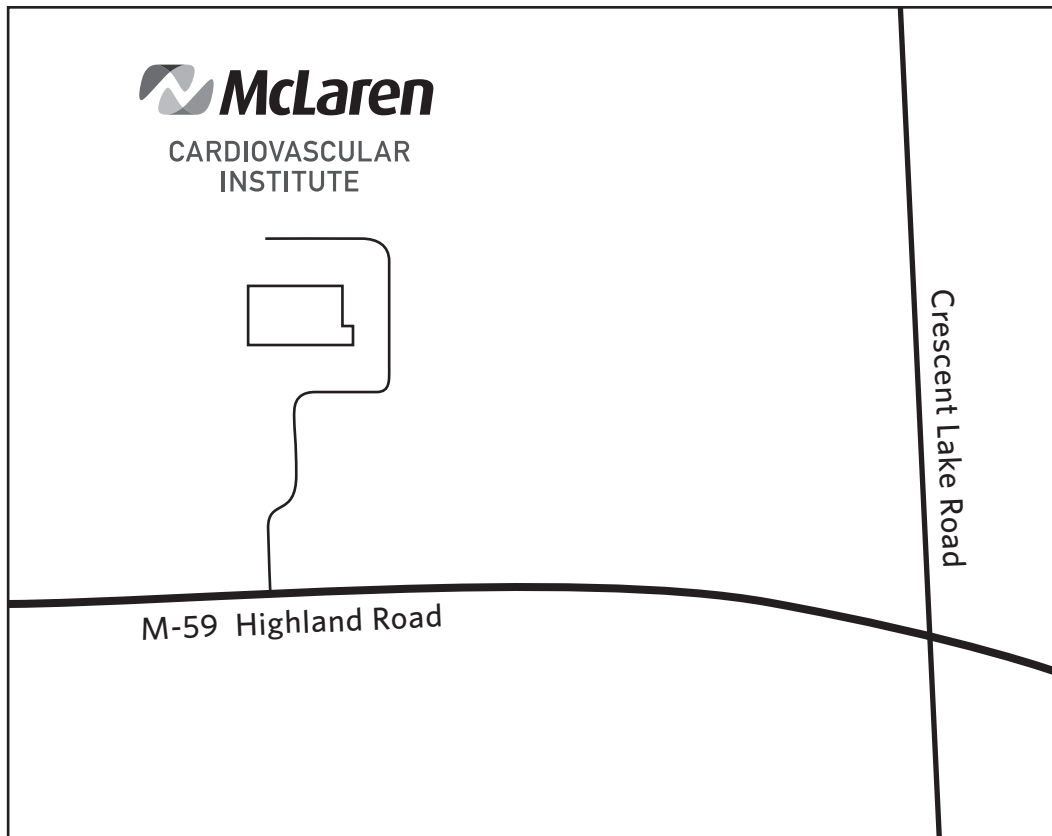 McLaren
CARDIOVASCULAR
INSTITUTE
Crescent Lake Road
M-59 Highland Road